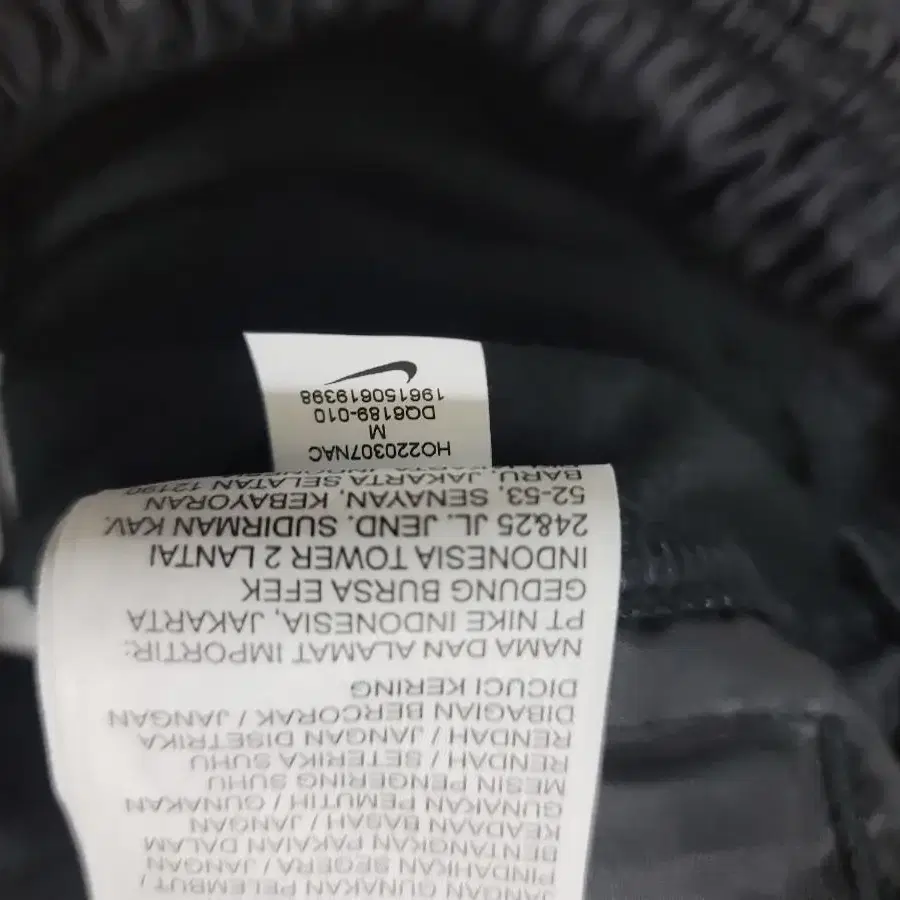 JANGAN GUNAKAN PELEMBUT /
PINDAHKAN SEGERA / JANGAN
BENTANGKAN PAKAIAN DALAM
KEADAAN BASAH / JANGAN
GUNAKAN PEMUTIH / GUNAKAN
MESIN PENGERING SUHU
RENDAH / SETERIKA SUHU
RENDAH / JANGAN DISETRIKA
DIBAGIAN BERCORAK / JANGAN
DICUCI KERING
NAMA DAN ALAMAT IMPORTIR:
PT NIKE INDONESIA, JAKARTA
GEDUNG BURSA EFEK
INDONESIA TOWER 2 LANTAI
24&25 JL. JEND. SUDIRMAN KAV.
52-53, SENAYAN, KEBAYORAN
BARU, JAKARTA SELATAN 12190
HO220307NAC
M
DQ6189-010
196150619398